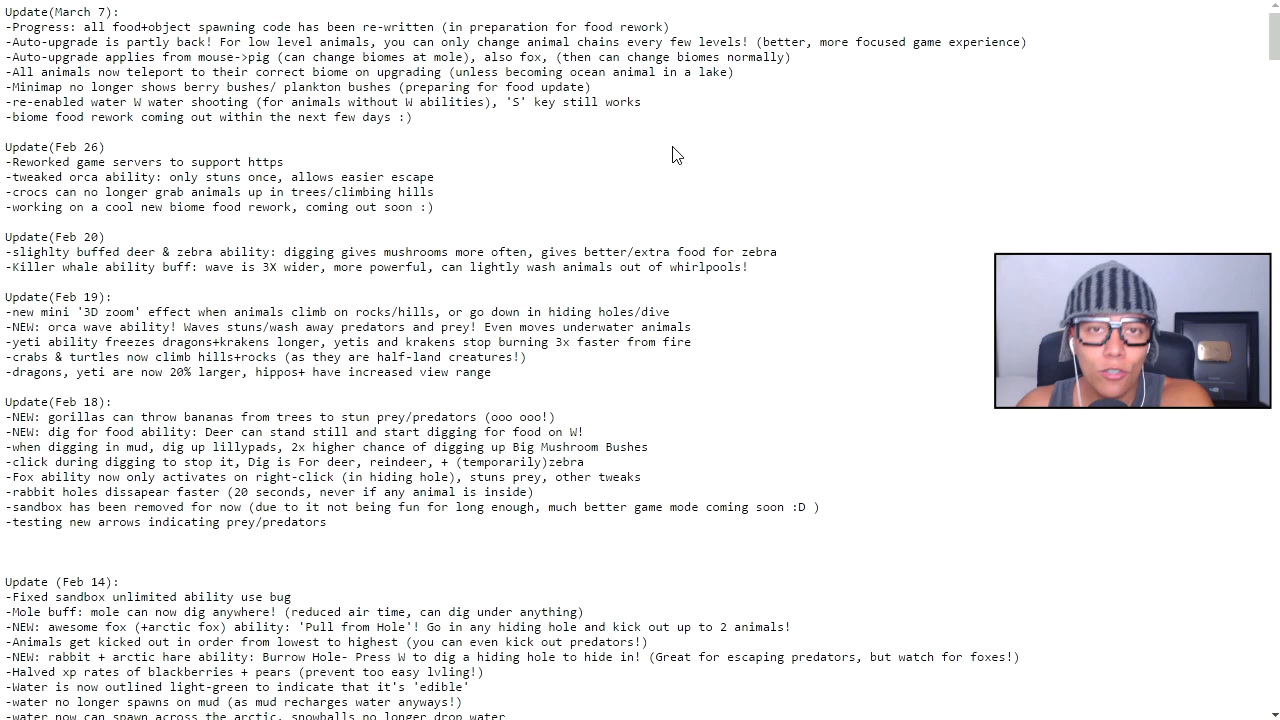 Update(March 7):
-Progress: all food+object spawning code has been re-written (in preparation for food rework)
-Auto-upgrade is partly back! For low level animals, you can only change animal chains every few levels! (better, more focused game experience)
-Auto-upgrade applies from mouse->pig (can change biomes at mole), also fox, (then can change biomes normally)
-All animals now teleport to their correct biome on upgrading (unless becoming ocean animal in a lake)
-Minimap no longer shows berry bushes/ plankton bushes (preparing for food update)
-re-enabled water W water shooting (for animals without W abilities), 'S' key still works
-biome food rework coming out within the next few days :)
Update(Feb 26)
-Reworked game servers to support https
-tweaked orca ability: only stuns once, allows easier escape
-crocs can no longer grab animals up in trees/climbing hills
-working on a cool new biome food rework, coming out soon :)
Update(Feb 20)
-slighlty buffed deer & zebra ability: digging gives mushrooms more often, gives better/extra food for zebra
-Killer whale ability buff: wave is 3X wider, more powerful, can lightly wash animals out of whirlpools!
Update(Feb 19):
-new mini '3D zoom' effect when animals climb on rocks/hills, or go down in hiding holes/dive
-NEW: orca wave ability! Waves stuns/wash away predators and prey! Even moves underwater animals
-yeti ability freezes dragons+krakens longer, yetis and krakens stop burning 3x faster from fire
-crabs & turtles now climb hills+rocks (as they are half-land creatures!)
-dragons, yeti are now 20% larger, hippos+ have increased view range
Update(Feb 18):
-NEW: gorillas can throw bananas from trees to stun prey/predators (ooo ooo!)
-NEW: dig for food ability: Deer can stand still and start digging for food on W!
-when digging in mud, dig up lillypads, 2x higher chance of digging up Big Mushroom Bushes
-click during digging to stop it, Dig is For deer, reindeer, + (temporarily)zebra
-Fox ability now only activates on right-click (in hiding hole), stuns prey, other tweaks
-rabbit holes dissapear faster (20 seconds, never if any animal is inside)
-sandbox has been removed for now (due to it not being fun for long enough, much better game mode coming soon :D )
-testing new arrows indicating prey/predators
Update (Feb 14):
-Fixed sandbox unlimited ability use bug
-Mole buff: mole can now dig anywhere! (reduced air time, can dig under anything)
-NEW: awesome fox (+arctic fox) ability: 'Pull from Hole'! Go in any hiding hole and kick out up to 2 animals!
-Animals get kicked out in order from lowest to highest (you can even kick out predators!)
-NEW: rabbit + arctic hare ability: Burrow Hole- Press W to dig a hiding hole to hide in! (Great for escaping predators, but watch for foxes!)
-Halved xp rates of blackberries + pears (prevent too easy lvling!)
-Water is now outlined light-green to indicate that it's 'edible'
-water no longer spawns on mud (as mud recharges water anyways!)
-water now can spawn across the arctic, snowballs no longer drop water